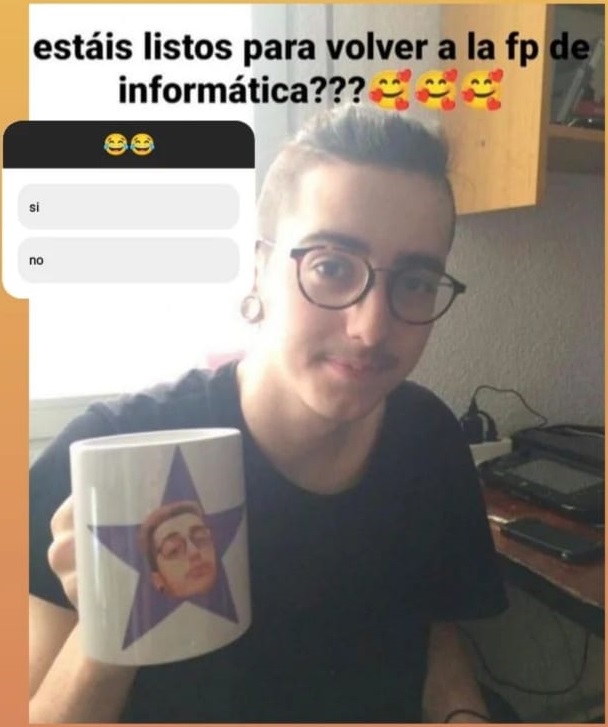 estáis listos para volver a la fp de
informática???🥰🥰🥰
😂😂
si
no